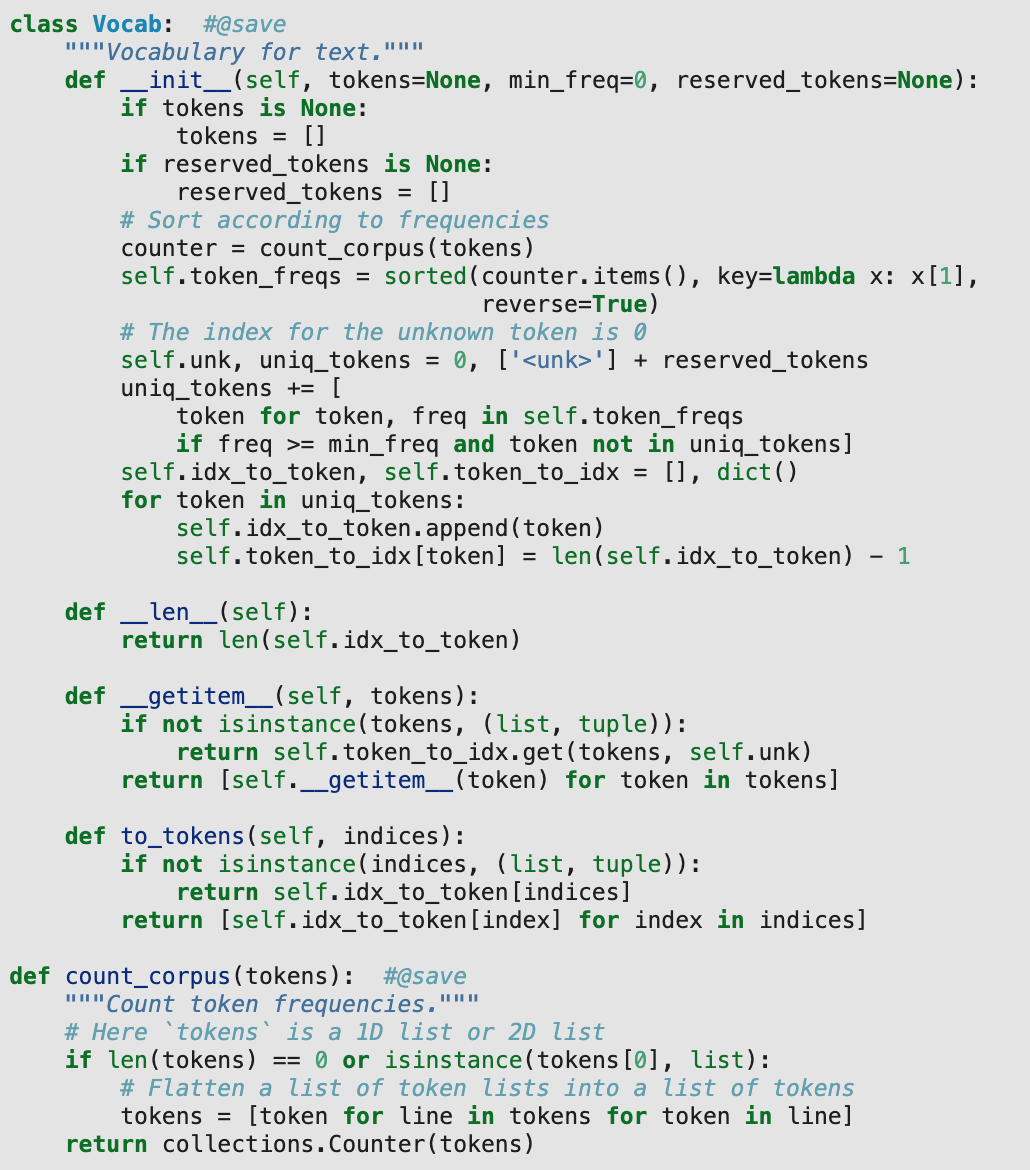 class Vocab:  #@save
    """Vocabulary for text."""
    def __init__(self, tokens=None, min_freq=0, reserved_tokens=None):
        if tokens is None:
            tokens = []
        if reserved_tokens is None:
            reserved_tokens = []
        # Sort according to frequencies
        counter = count_corpus(tokens)
        self.token_freqs = sorted(counter.items(), key=lambda x: x[1],
                                  reverse=True)
        # The index for the unknown token is 0
        self.unk, uniq_tokens = 0, ['<unk>'] + reserved_tokens
        uniq_tokens += [
            token for token, freq in self.token_freqs
            if freq >= min_freq and token not in uniq_tokens]
        self.idx_to_token, self.token_to_idx = [], dict()
        for token in uniq_tokens:
            self.idx_to_token.append(token)
            self.token_to_idx[token] = len(self.idx_to_token) - 1

    def __len__(self):
        return len(self.idx_to_token)

    def __getitem__(self, tokens):
        if not isinstance(tokens, (list, tuple)):
            return self.token_to_idx.get(tokens, self.unk)
        return [self.__getitem__(token) for token in tokens]

    def to_tokens(self, indices):
        if not isinstance(indices, (list, tuple)):
            return self.idx_to_token[indices]
        return [self.idx_to_token[index] for index in indices]

def count_corpus(tokens):  #@save
    """Count token frequencies."""
    # Here `tokens` is a 1D list or 2D list
    if len(tokens) == 0 or isinstance(tokens[0], list):
        # Flatten a list of token lists into a list of tokens
        tokens = [token for line in tokens for token in line]
    return collections.Counter(tokens)